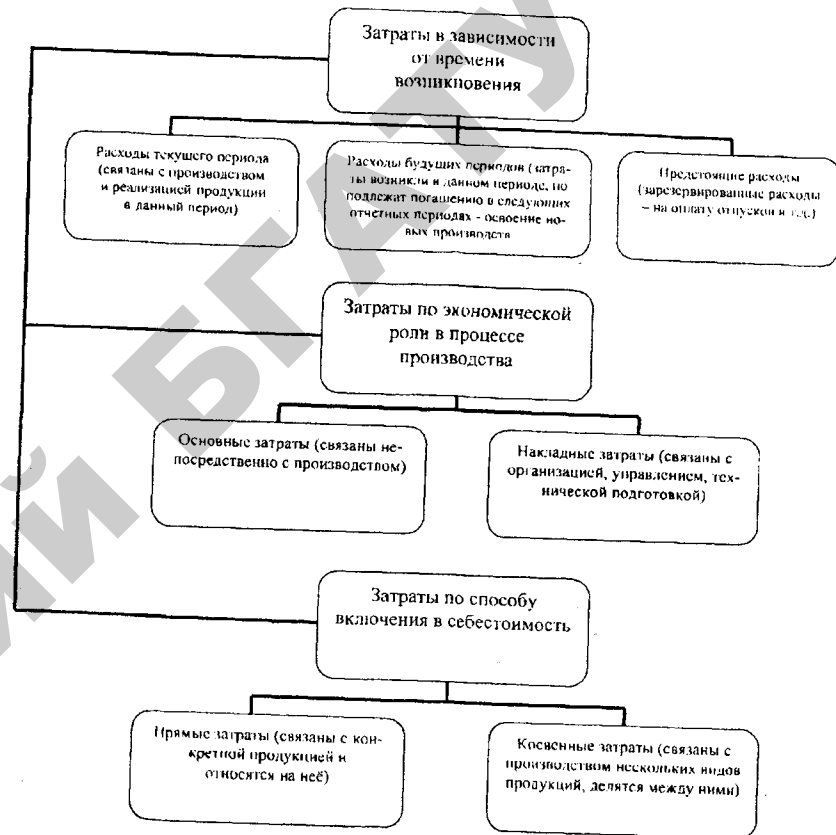 Затраты в зависимости
от времени
возникновения
Расходы текущего периода
(связаны с производством
и реализацией продукции
в данный период)
Расходы будущих периодов (затра-
ты возникли в данном периоде, но
подлежат погашению в следующих
отчетных периодах - освоение но-
вых производств
Предстоящие расходы
(зарезервированные расходы
– на оплату отпусков и т.д.)
Затраты по экономической
роли в процессе
производства
Основные затраты (связаны не-
посредственно с производством)
Накладные затраты (связаны с
организацией, управлением, тех-
нической подготовкой)
Затраты по способу
включения в себестоимость
Прямые затраты (связаны с кон-
кретной продукцией и
относятся на неё)
Косвенные затраты (связаны с
производством нескольких видов
продукций, делятся между ними)
ий БГАТУ